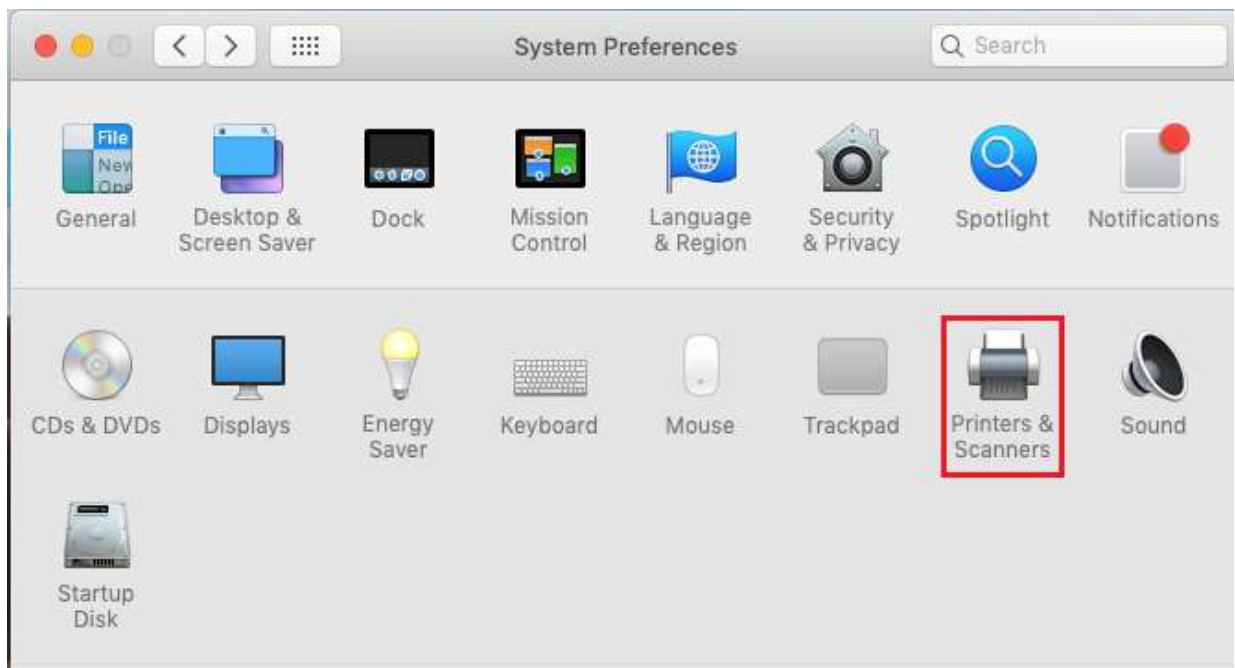 System Preferences
Search
File
New
Ope
General
Desktop &
Screen Saver
Dock
Mission
Control
Language
& Region
Security
& Privacy
Spotlight
Notifications
CDs & DVDs
Displays
Energy
Saver
Keyboard
Mouse
Trackpad
Printers &
Scanners
Sound
Startup
Disk